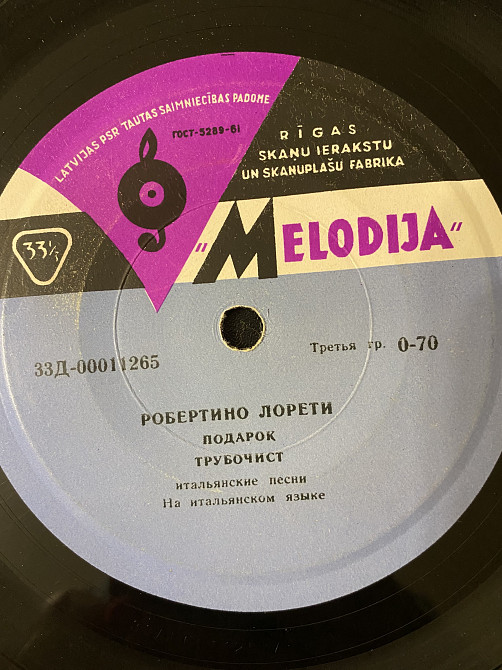 LATVIJAS PSR TAUTAS SAIMNIECĪBAS PADOME
ГОСТ-5289-61
RĪGAS
SKAŅU IERAKSTU
UN SKAŅUPLAŠU FABRIKA
33⅓
"MELODIJA"
33Д-00011265
Третья гр. 0-70
РОБЕРТИНО ЛОРЕТИ
ПОДАРОК
ТРУБОЧИСТ
итальянские песни
На итальянском языке